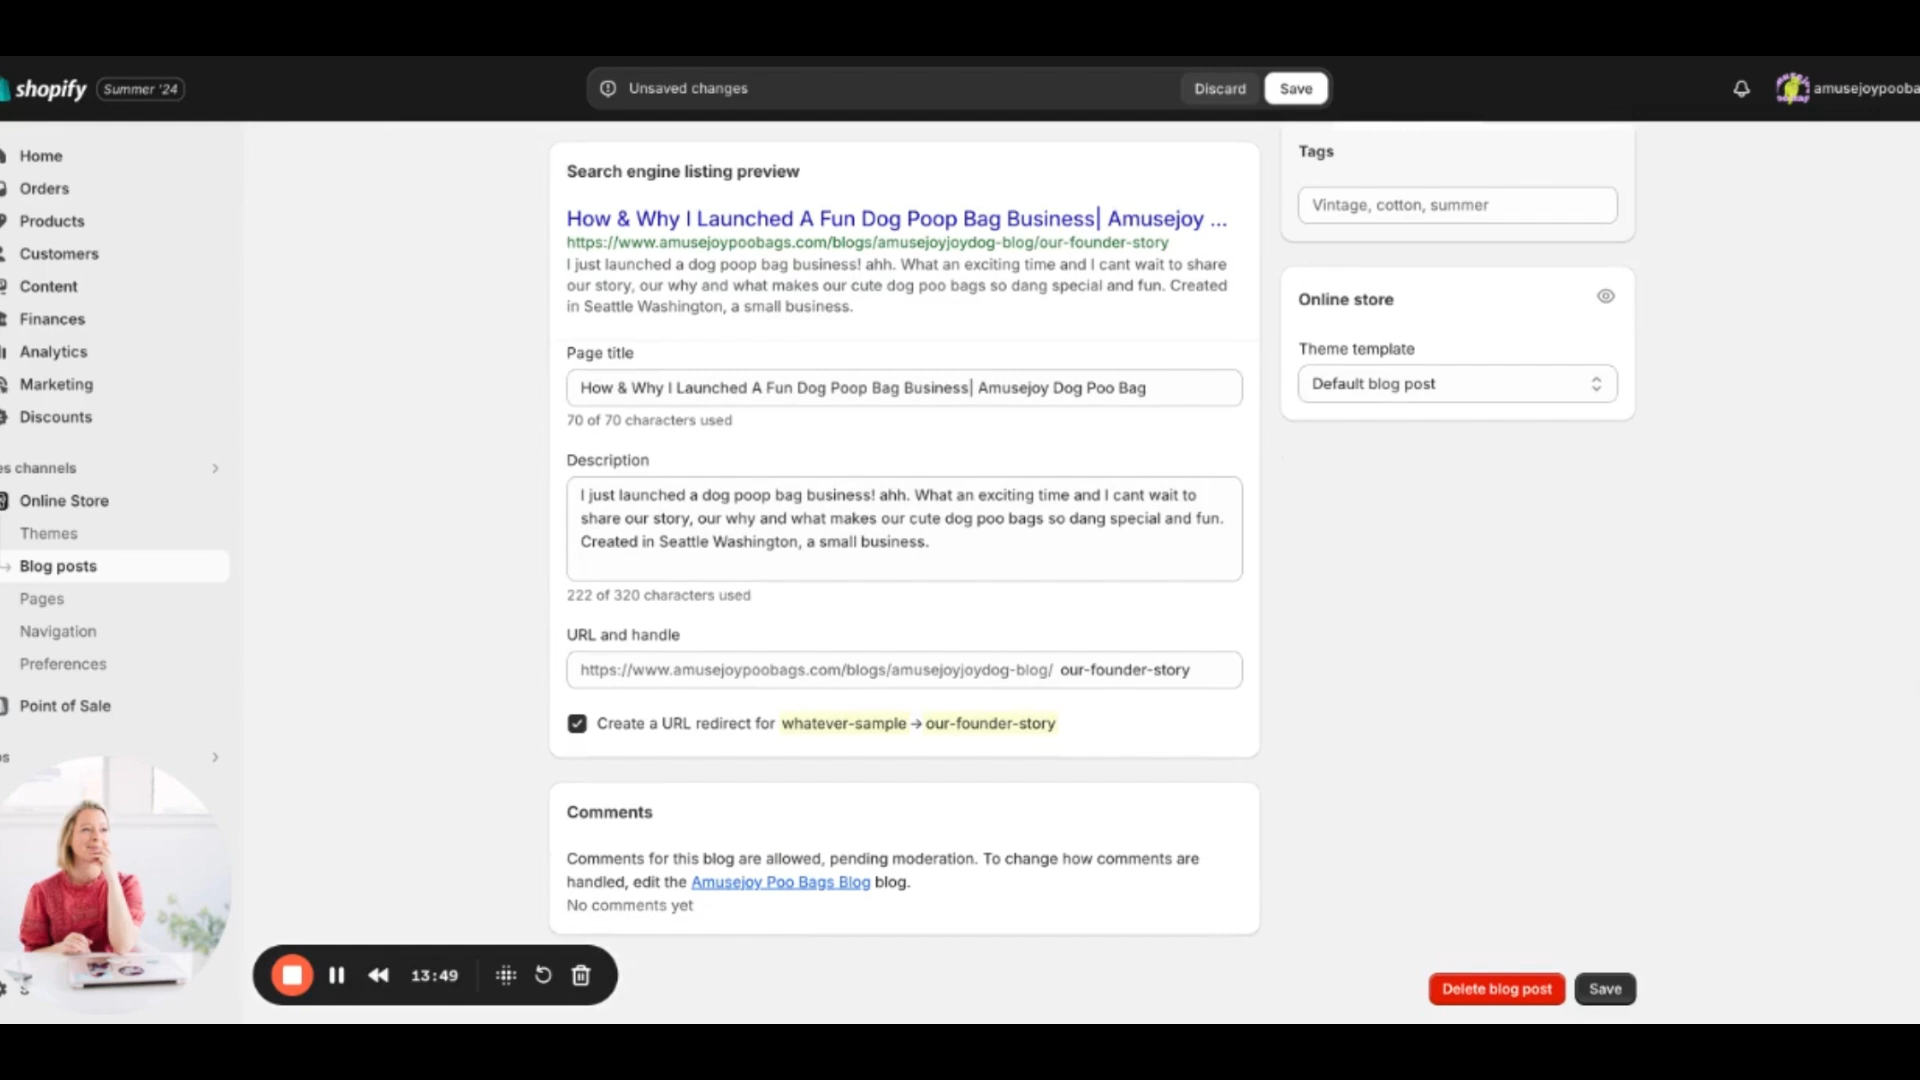 shopify Summer '24
Unsaved changes
Discard
Save
amusejoypooba
Home
Orders
Products
Customers
Content
Finances
Analytics
Marketing
Discounts
es channels
Online Store
Themes
Blog posts
Pages
Navigation
Preferences
Point of Sale
Search engine listing preview
How & Why I Launched A Fun Dog Poop Bag Business| Amusejoy ...
https://www.amusejoypoobags.com/blogs/amusejoyjoydog-blog/our-founder-story
I just launched a dog poop bag business! ahh. What an exciting time and I cant wait to share
our story, our why and what makes our cute dog poo bags so dang special and fun. Created
in Seattle Washington, a small business.
Page title
How & Why I Launched A Fun Dog Poop Bag Business| Amusejoy Dog Poo Bag
70 of 70 characters used
Description
I just launched a dog poop bag business! ahh. What an exciting time and I cant wait to
share our story, our why and what makes our cute dog poo bags so dang special and fun.
Created in Seattle Washington, a small business.
222 of 320 characters used
URL and handle
https://www.amusejoypoobags.com/blogs/amusejoyjoydog-blog/ our-founder-story
Create a URL redirect for whatever-sample → our-founder-story
Comments
Comments for this blog are allowed, pending moderation. To change how comments are
handled, edit the Amusejoy Poo Bags Blog blog.
No comments yet
Tags
Vintage, cotton, summer
Online store
Theme template
Default blog post
13:49
Delete blog post
Save